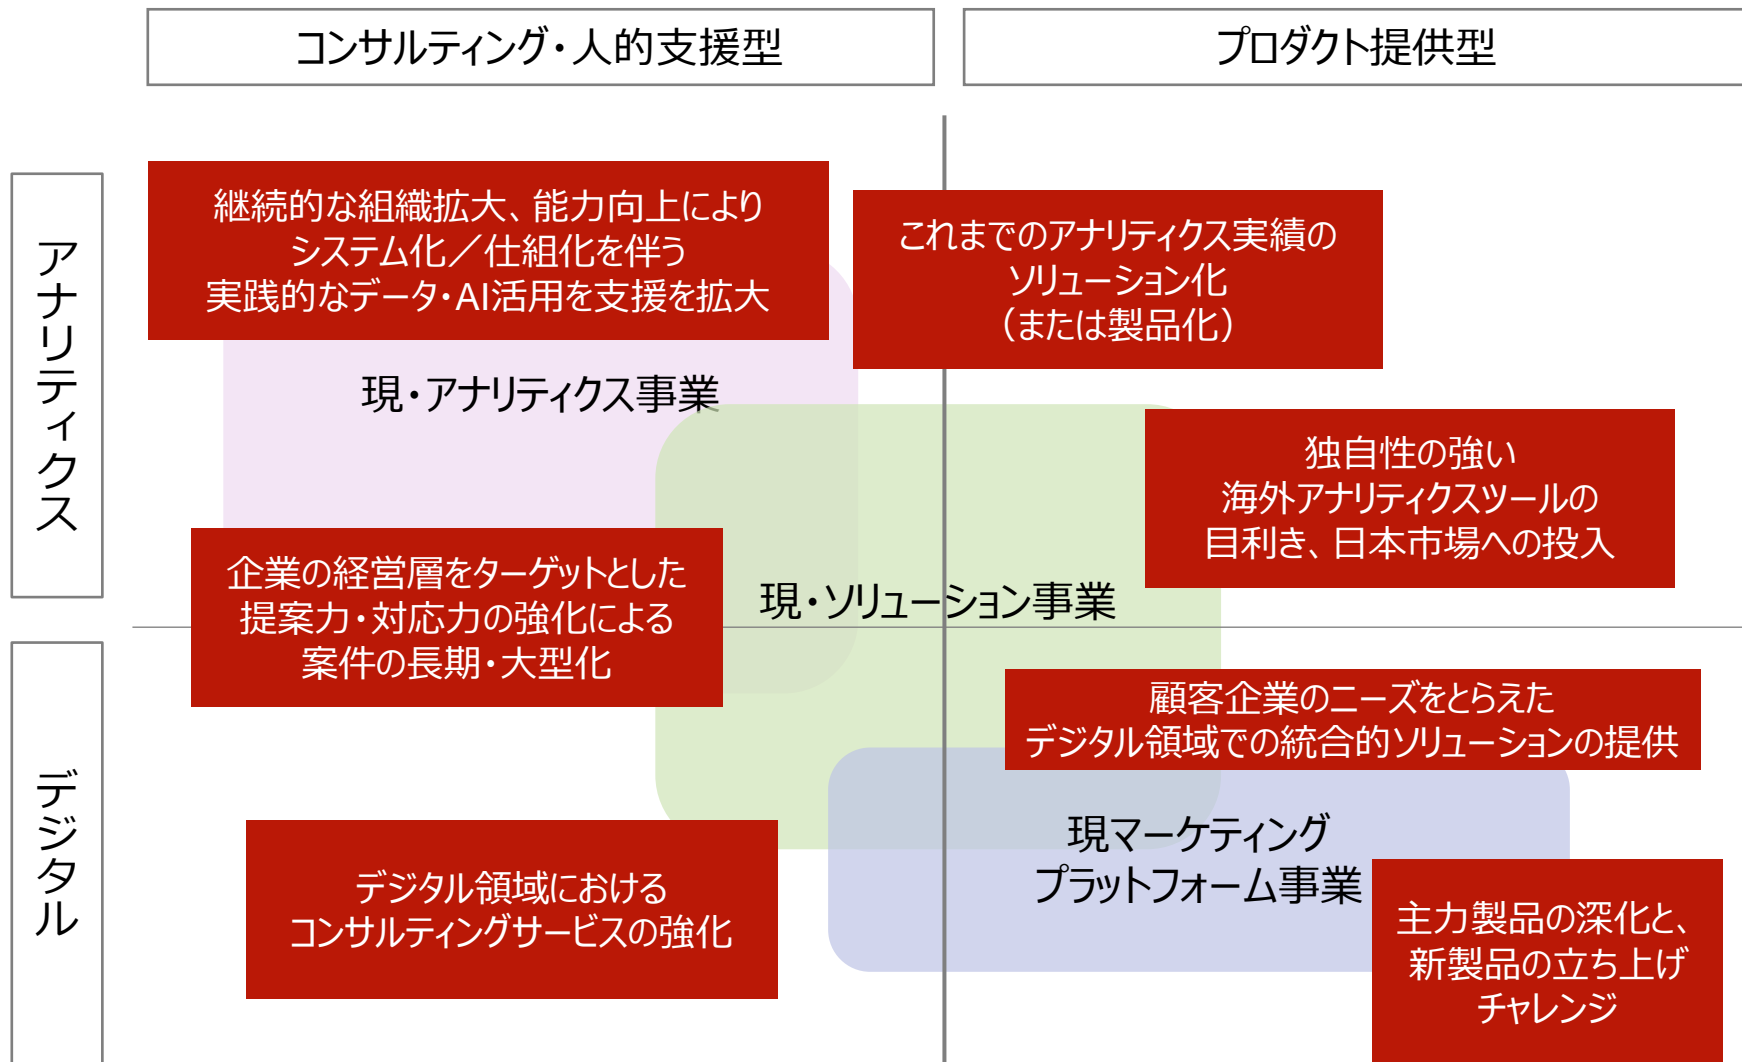 コンサルティング・人的支援型
プロダクト提供型
アナリティクス
継続的な組織拡大、能力向上により
システム化／仕組化を伴う
実践的なデータ・AI活用を支援を拡大
これまでのアナリティクス実績の
ソリューション化
（または製品化）
現・アナリティクス事業
独自性の強い
海外アナリティクスツールの
目利き、日本市場への投入
企業の経営層をターゲットとした
提案力・対応力の強化による
案件の長期・大型化
現・ソリューション事業
デジタル
顧客企業のニーズをとらえた
デジタル領域での統合的ソリューションの提供
現マーケティング
プラットフォーム事業
デジタル領域における
コンサルティングサービスの強化
主力製品の深化と、
新製品の立ち上げ
チャレンジ